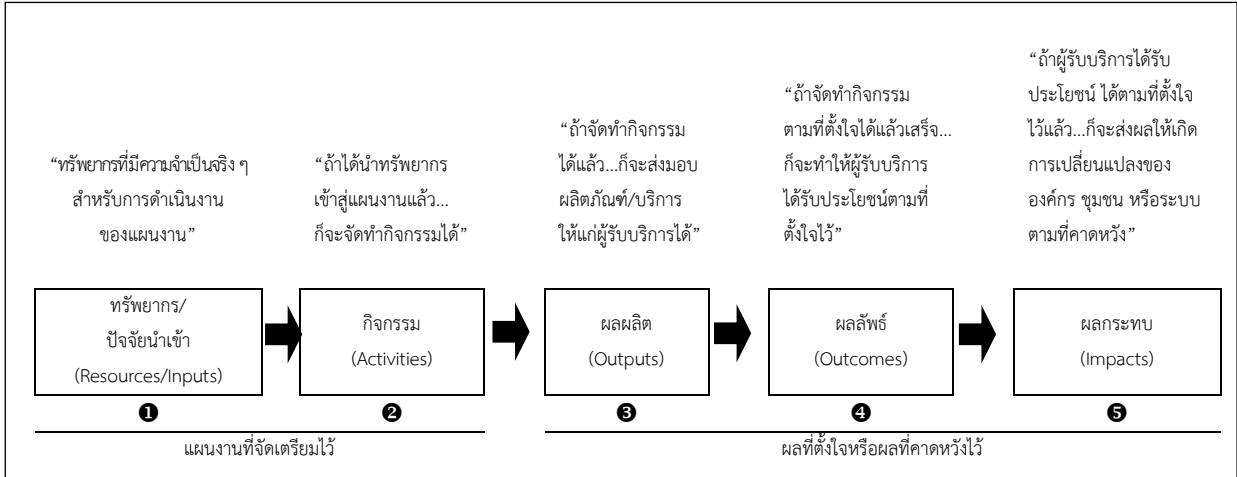 “ทรัพยากรที่มีความจำเป็นจริง ๆ
สำหรับการดำเนินงาน
ของแผนงาน”
“ถ้าได้นำทรัพยากร
เข้าสู่แผนงานแล้ว...
ก็จะจัดทำกิจกรรมได้”
“ถ้าจัดทำกิจกรรม
ได้แล้ว...ก็จะส่งมอบ
ผลิตภัณฑ์/บริการ
ให้แก่ผู้รับบริการได้”
“ถ้าจัดทำกิจกรรม
ตามที่ตั้งใจได้แล้วเสร็จ...
ก็จะทำให้ผู้รับบริการ
ได้รับประโยชน์ตามที่
ตั้งใจไว้”
“ถ้าผู้รับบริการได้รับ
ประโยชน์ ได้ตามที่ตั้งใจ
ไว้แล้ว...ก็จะส่งผลให้เกิด
การเปลี่ยนแปลงของ
องค์กร ชุมชน หรือระบบ
ตามที่คาดหวัง”
ทรัพยากร/
ปัจจัยนำเข้า
(Resources/Inputs)
กิจกรรม
(Activities)
ผลผลิต
(Outputs)
ผลลัพธ์
(Outcomes)
ผลกระทบ
(Impacts)
❶
❷
❸
❹
❺
แผนงานที่จัดเตรียมไว้
ผลที่ตั้งใจหรือผลที่คาดหวังไว้